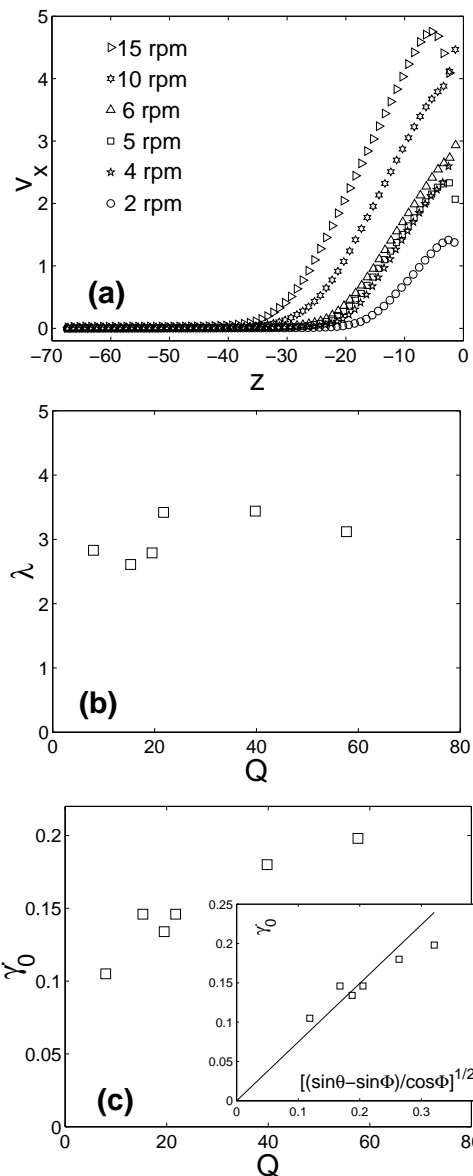 5
4
3
2
1
0
v_x
▷ 15 rpm
✡ 10 rpm
△ 6 rpm
□ 5 rpm
★ 4 rpm
○ 2 rpm
(a)
−70 −60 −50 −40 −30 −20 −10 0
z
5
4
3
2
1
0
λ
(b)
0 20 40 60 80
Q
0.2
0.15
0.1
0.05
0
γ̇_0
(c)
0.25
0.2
0.15
0.1
0.05
0
γ̇_0
[(sinθ−sinΦ)/cosΦ]^{1/2}
0 0.1 0.2 0.3
0 20 40 60 80
Q